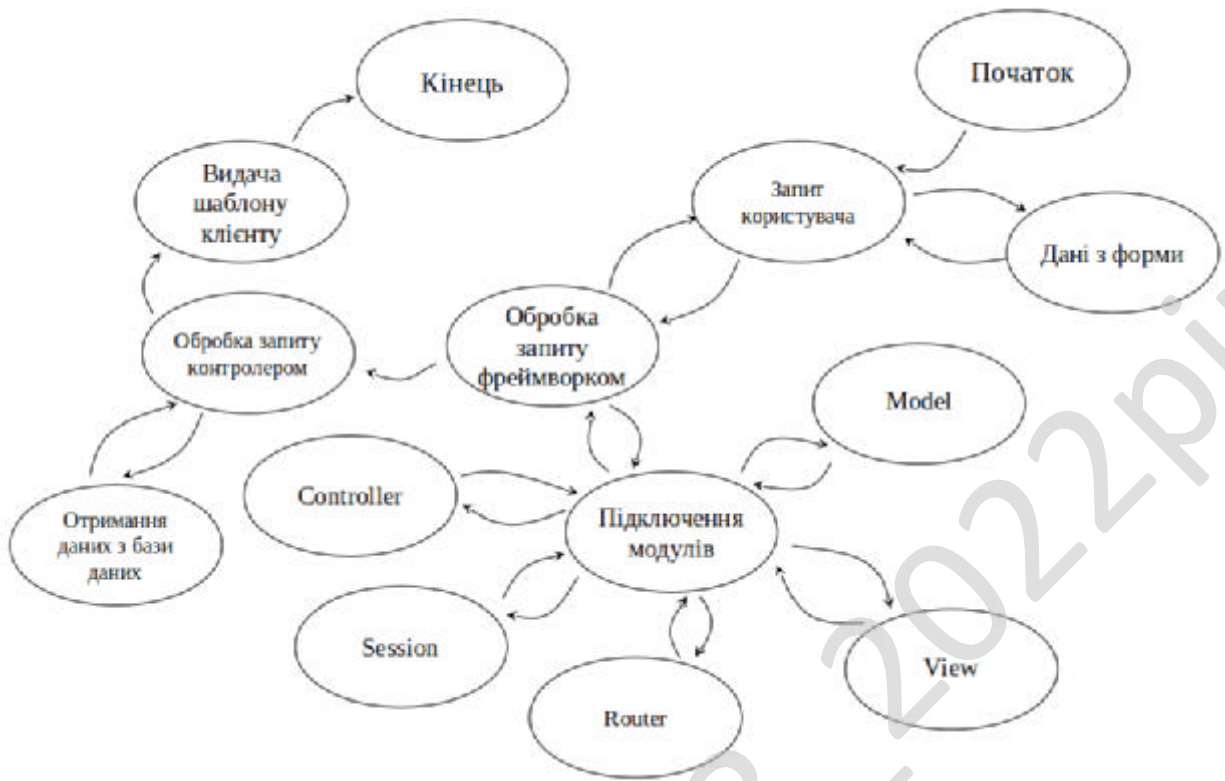 Кінець
Початок
Видача
шаблону
клієнту
Запит
користувача
Дані з форми
Обробка запиту
контролером
Обробка
запиту
фреймворком
Model
Controller
Підключення
модулів
Отримання
даних з бази
даних
Session
View
Router